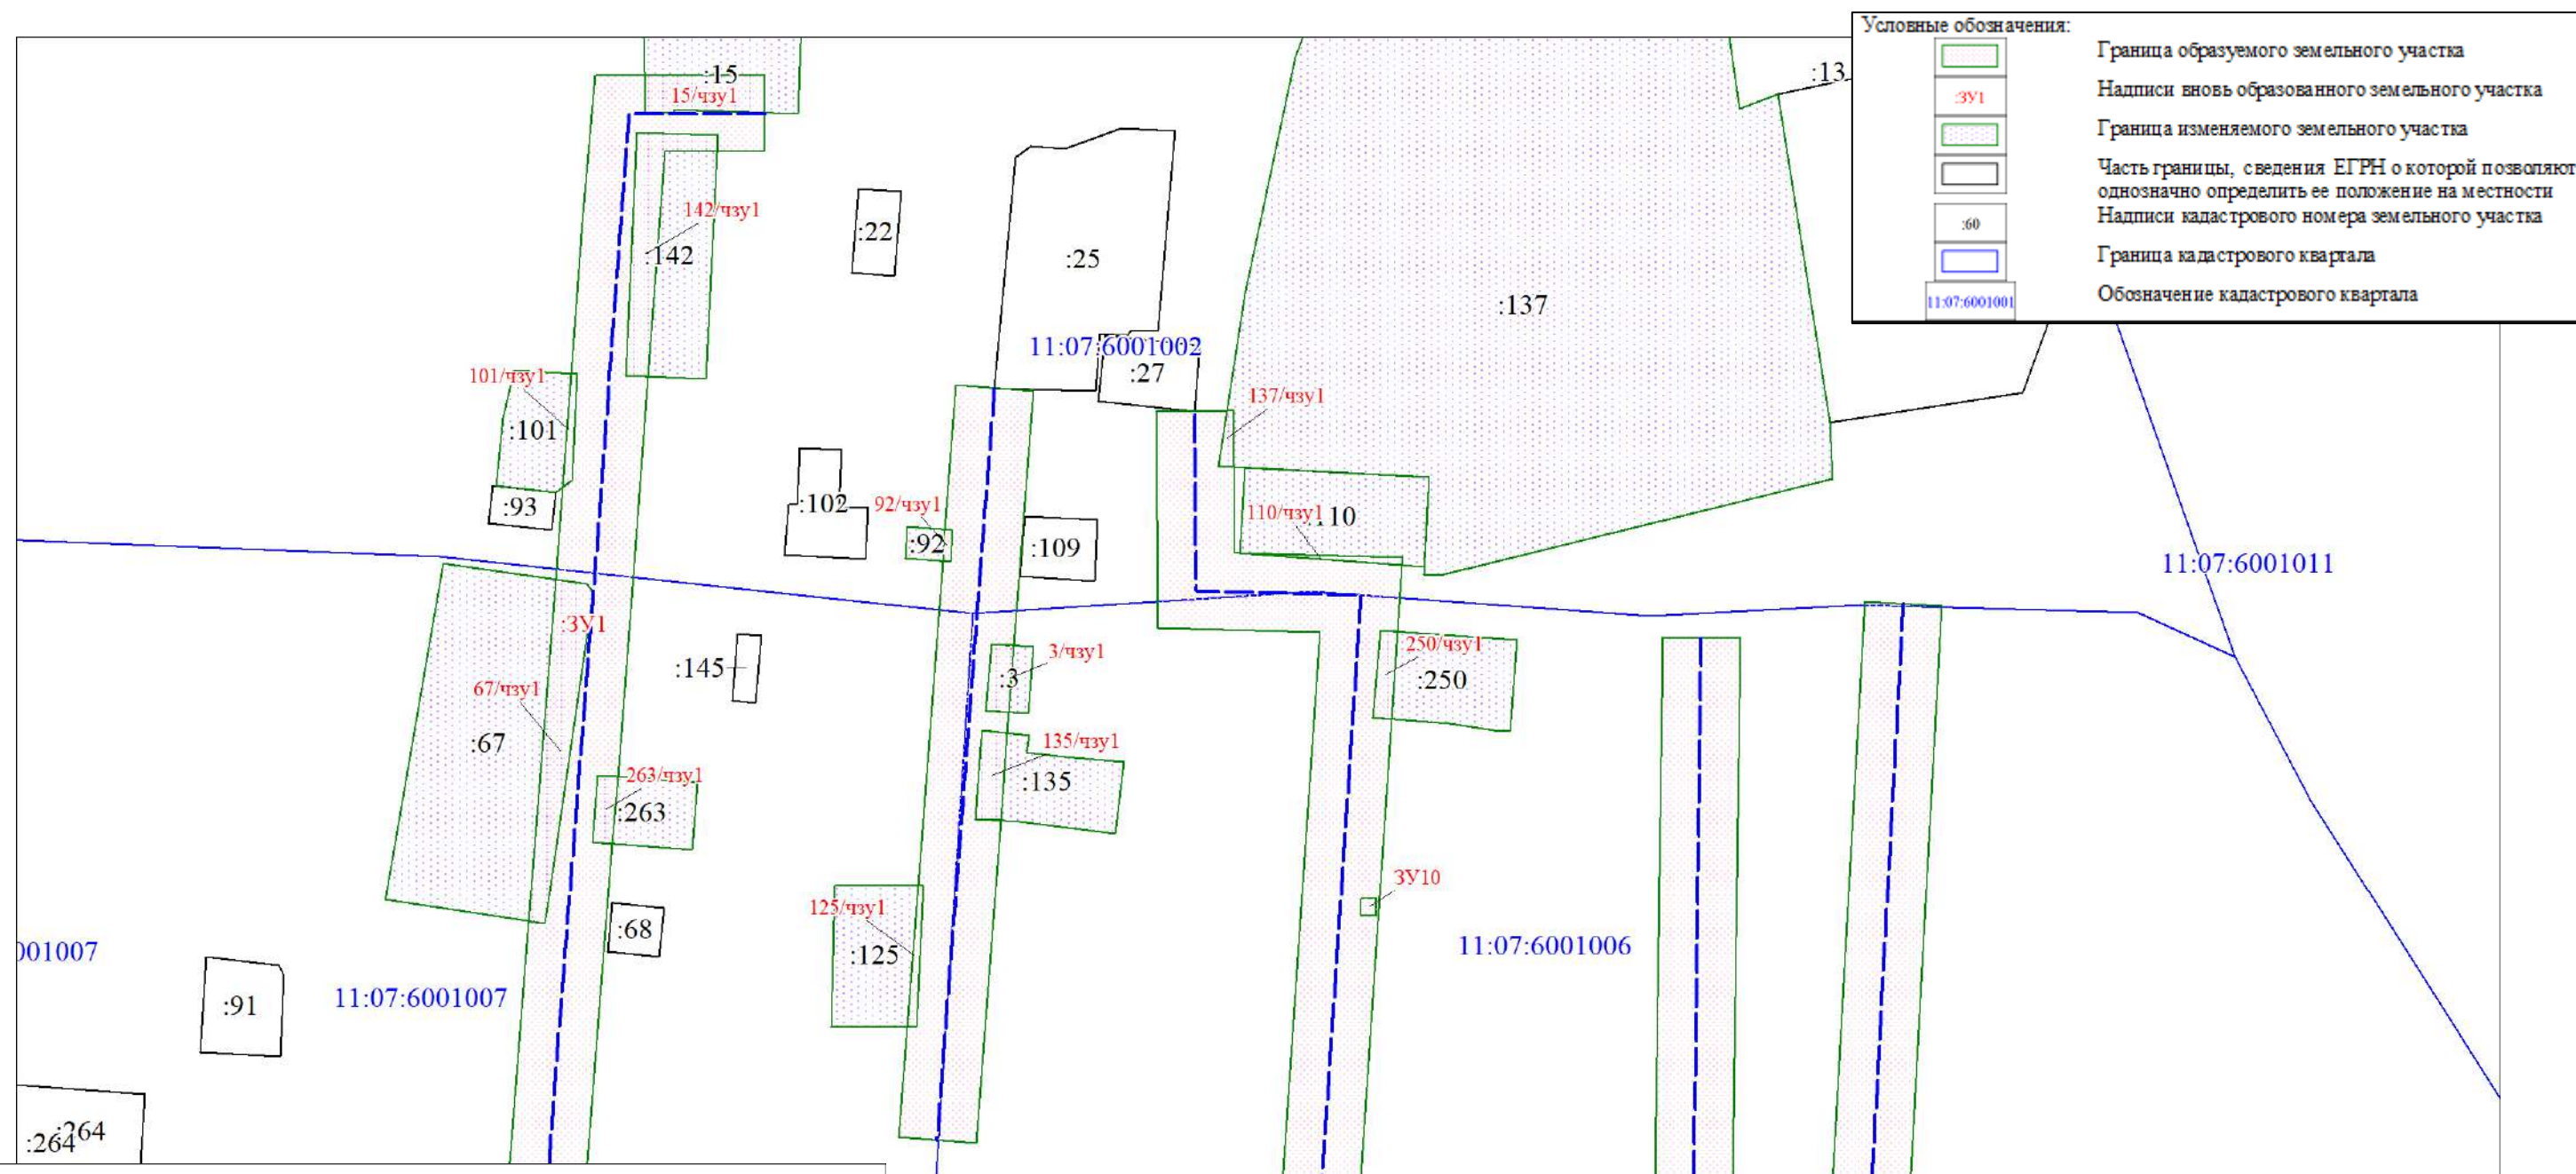 Условные обозначения:
Граница образуемого земельного участка
:ЗУ1
Надписи вновь образованного земельного участка
Граница изменяемого земельного участка
Часть границы, сведения ЕГРН о которой позволяют
однозначно определить ее положение на местности
:60
Надписи кадастрового номера земельного участка
Граница кадастрового квартала
11:07:6001001
Обозначение кадастрового квартала
:15
:13
15/чзу1
142/чзу1
:22
:142
:25
:137
11:07:6001002
:27
101/чзу1
137/чзу1
:101
:93
:102
92/чзу1
110/чзу1
:110
:92
:109
11:07:6001011
:ЗУ1
:145
3/чзу1
250/чзу1
:3
:250
67/чзу1
:67
135/чзу1
263/чзу1
:135
:263
ЗУ10
125/чзу1
:68
:125
11:07:6001006
001007
11:07:6001007
:91
:264
:264